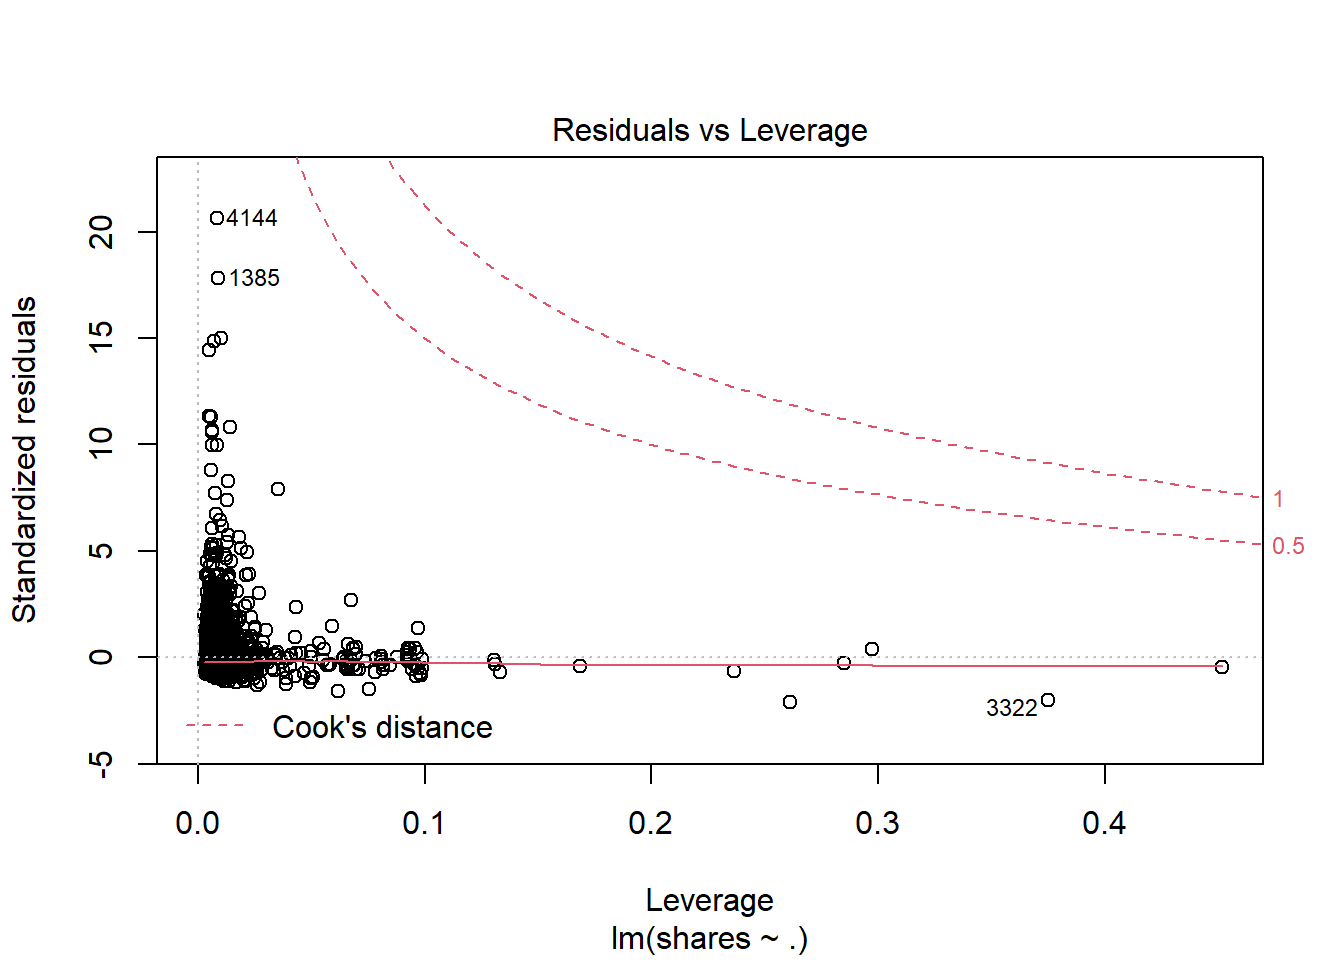 Residuals vs Leverage
Standardized residuals
20
15
10
5
0
-5
4144
1385
3322
1
0.5
Cook's distance
0.0 0.1 0.2 0.3 0.4
Leverage
lm(shares ~ .)